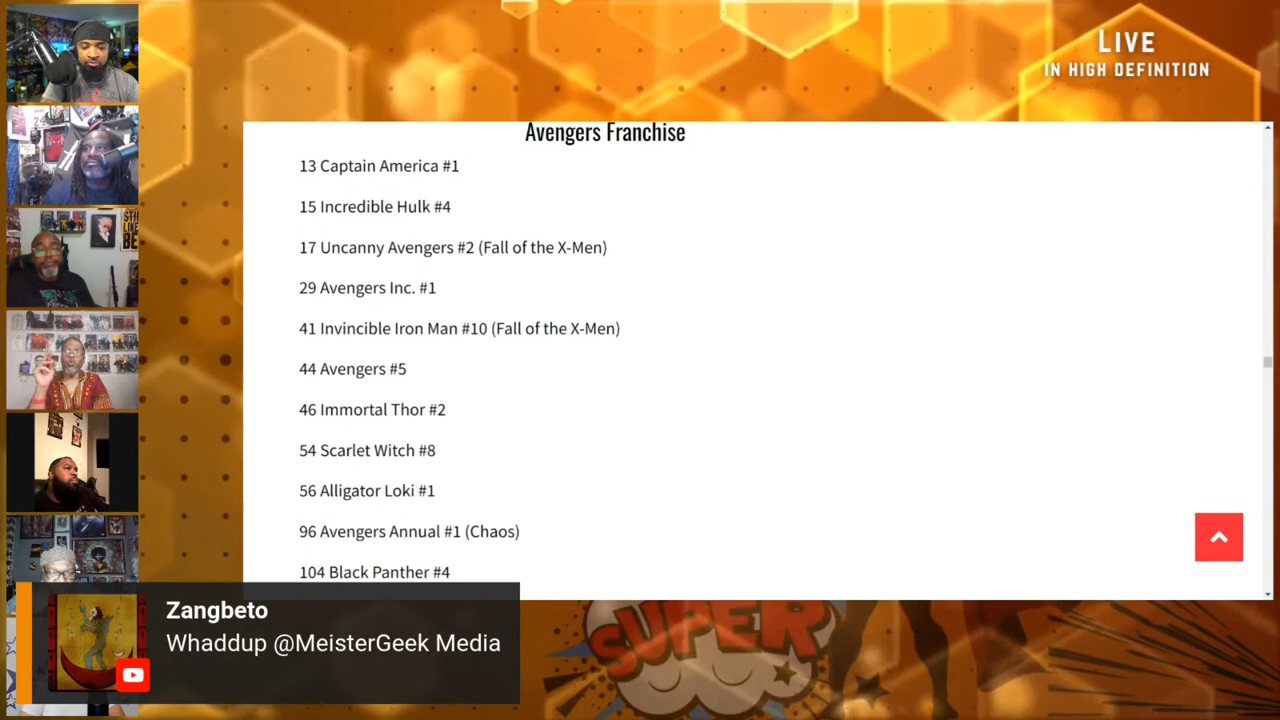 LIVE
IN HIGH DEFINITION
Avengers Franchise
13 Captain America #1
15 Incredible Hulk #4
17 Uncanny Avengers #2 (Fall of the X-Men)
29 Avengers Inc. #1
41 Invincible Iron Man #10 (Fall of the X-Men)
44 Avengers #5
46 Immortal Thor #2
54 Scarlet Witch #8
56 Alligator Loki #1
96 Avengers Annual #1 (Chaos)
104 Black Panther #4
Zangbeto
Whaddup @MeisterGeek Media
SUPER